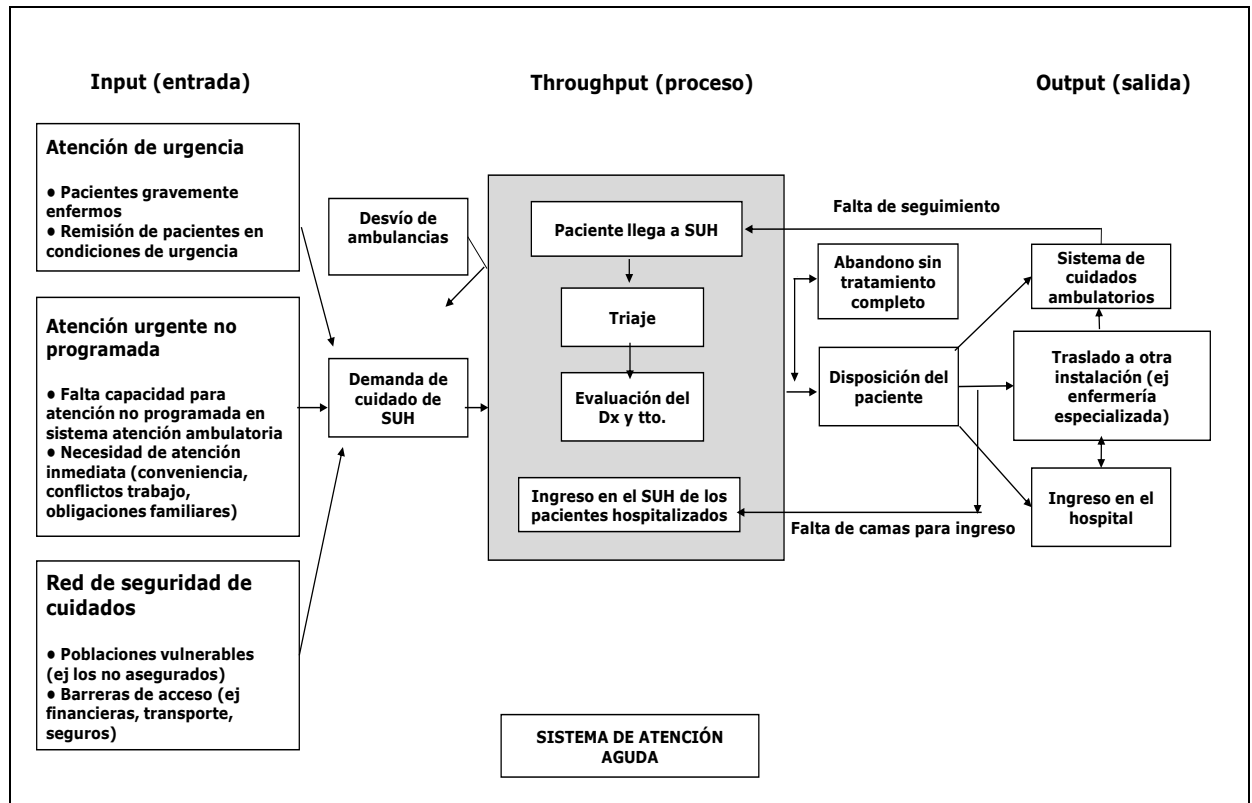 Input (entrada)
Throughput (proceso)
Output (salida)
Atención de urgencia
● Pacientes gravemente
enfermos
● Remisión de pacientes en
condiciones de urgencia
Atención urgente no
programada
● Falta capacidad para
atención no programada en
sistema atención ambulatoria
● Necesidad de atención
inmediata (conveniencia,
conflictos trabajo,
obligaciones familiares)
Red de seguridad de
cuidados
● Poblaciones vulnerables
(ej los no asegurados)
● Barreras de acceso (ej
financieras, transporte,
seguros)
Desvío de
ambulancias
Demanda de
cuidado de
SUH
Paciente llega a SUH
Triaje
Evaluación del
Dx y tto.
Ingreso en el SUH de los
pacientes hospitalizados
Falta de seguimiento
Abandono sin
tratamiento
completo
Disposición del
paciente
Falta de camas para ingreso
Sistema de
cuidados
ambulatorios
Traslado a otra
instalación (ej
enfermería
especializada)
Ingreso en el
hospital
SISTEMA DE ATENCIÓN
AGUDA